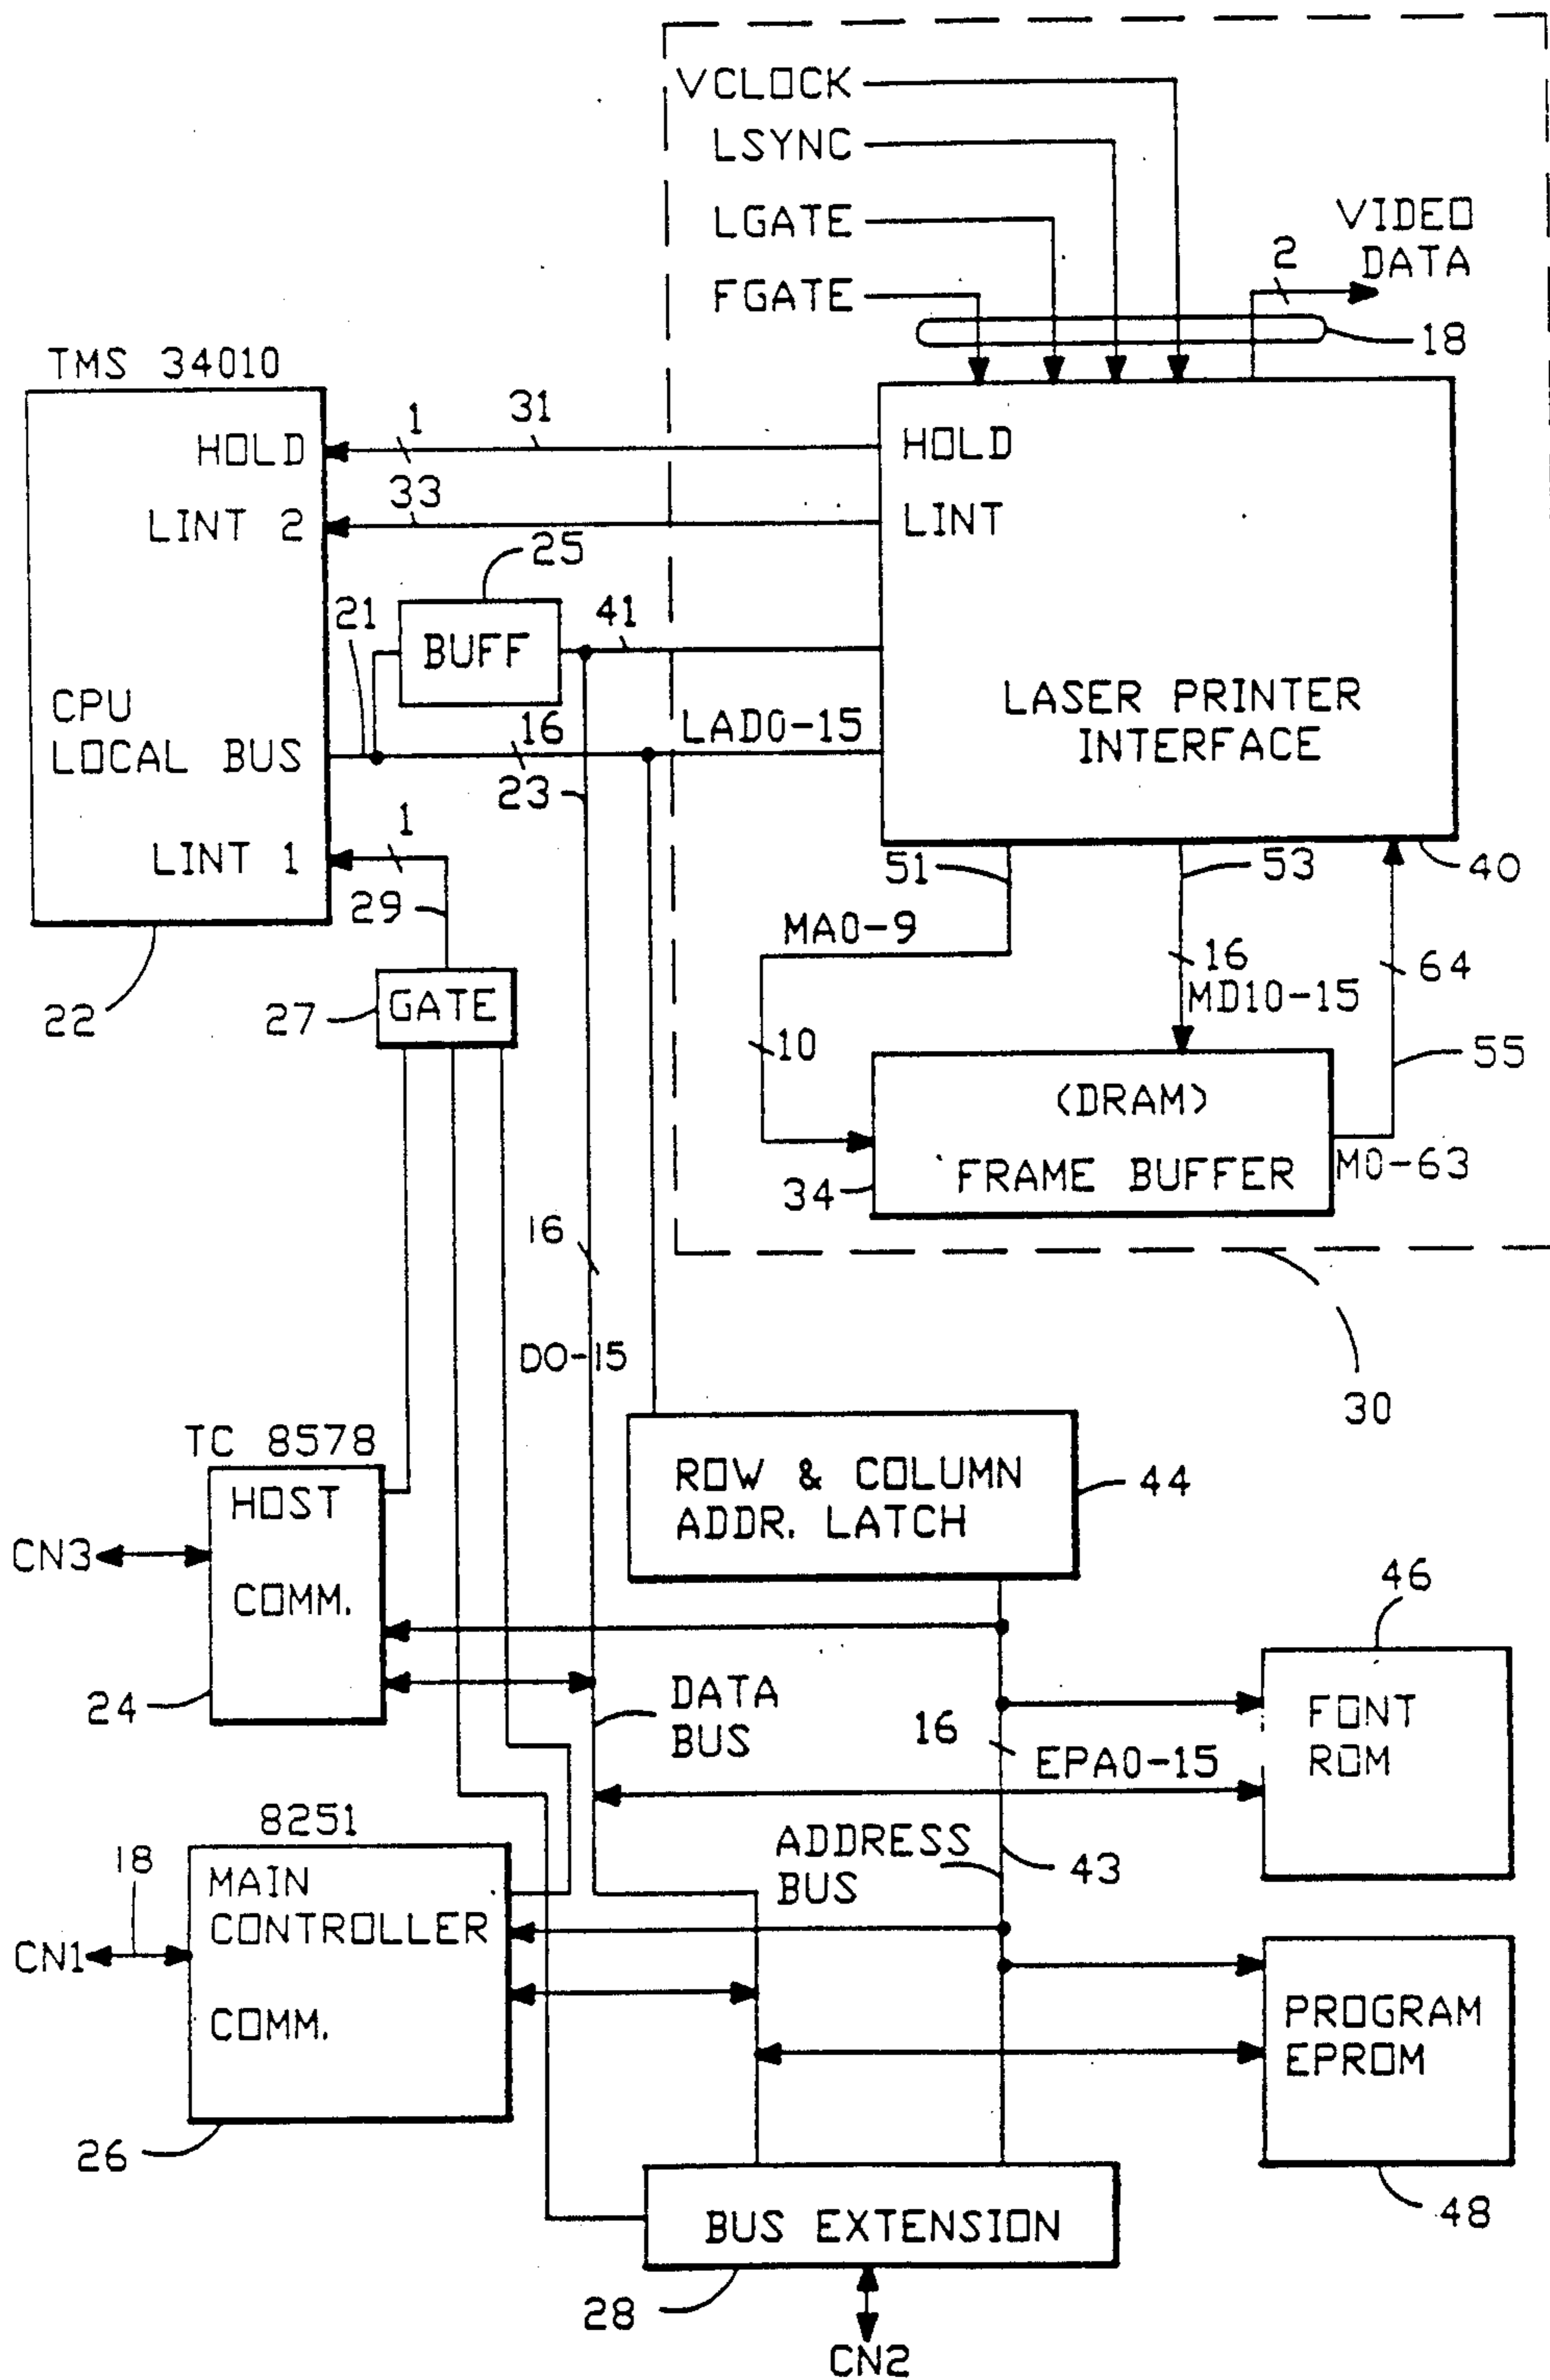 VCLOCK
LSYNC
LGATE
FGATE
VIDEO
DATA
2
18
TMS 34010
HOLD
LINT 2
CPU
LOCAL BUS
LINT 1
22
1
31
33
25
BUFF
21
41
16
23
LAD0-15
HOLD
LINT
LASER PRINTER
INTERFACE
40
1
29
27
GATE
51
53
MA0-9
16
MD10-15
64
10
55
(DRAM)
FRAME BUFFER
34
M0-63
30
16
D0-15
TC 8578
HOST
COMM.
CN3
24
ROW & COLUMN
ADDR. LATCH
44
46
FONT
ROM
DATA
BUS
16
EPA0-15
ADDRESS
BUS
43
8251
MAIN
CONTROLLER
COMM.
18
CN1
26
PROGRAM
EPROM
48
BUS EXTENSION
28
CN2